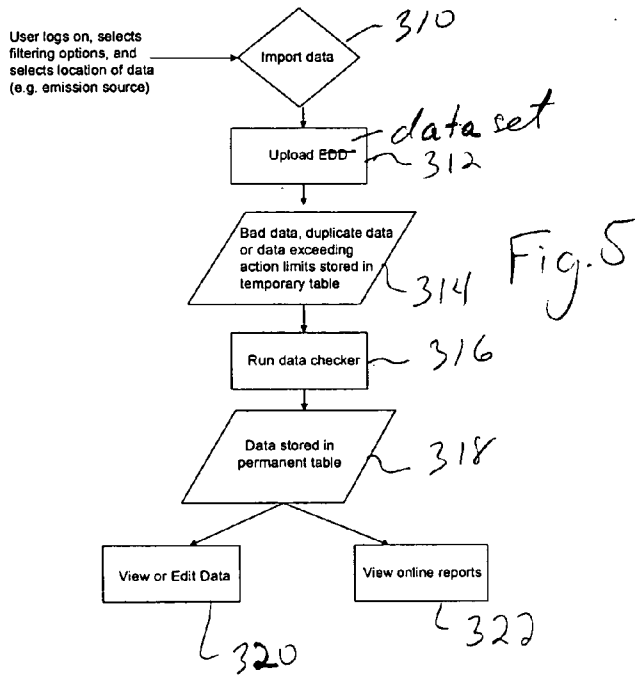 310
User logs on, selects
filtering options, and
selects location of data
(e.g. emission source)
Import data
data set
Upload EDD
312
Bad data, duplicate data
or data exceeding
action limits stored in
temporary table
314
Fig. 5
Run data checker
316
Data stored in
permanent table
318
View or Edit Data
View online reports
320
322